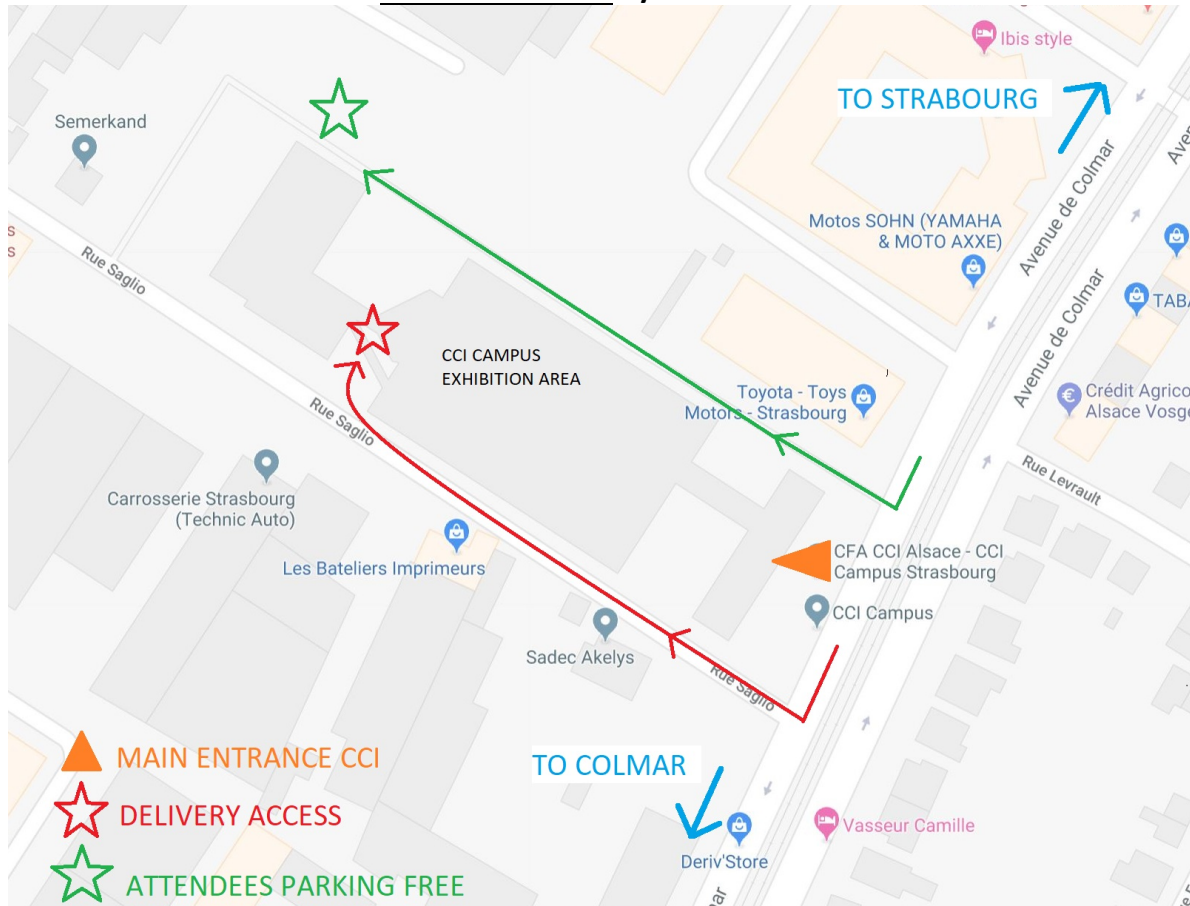 Ibis style
TO STRABOURG
Semerkand
Avenue de Colmar
Motos SOHN (YAMAHA
& MOTO AXXE)
Rue Saglio
TABA
Avenue de Colmar
CCI CAMPUS
EXHIBITION AREA
Toyota - Toys
Motors - Strasbourg
Crédit Agrico
Alsace Vosge
Rue Saglio
Rue Levrault
Carrosserie Strasbourg
(Technic Auto)
Les Bateliers Imprimeurs
CFA CCI Alsace - CCI
Campus Strasbourg
CCI Campus
Sadec Akelys
Rue Saglio
MAIN ENTRANCE CCI
TO COLMAR
DELIVERY ACCESS
Vasseur Camille
Deriv'Store
ATTENDEES PARKING FREE